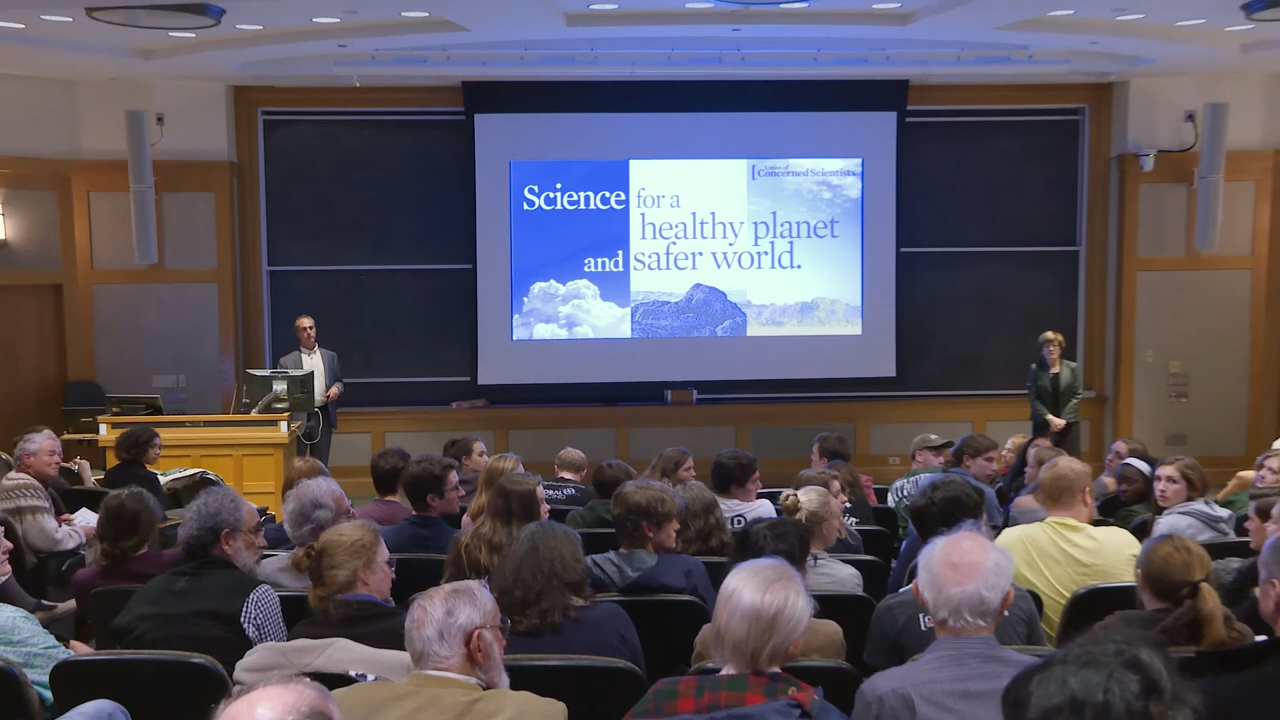 [Union of
Concerned Scientists
Science for a
healthy planet
and safer world.